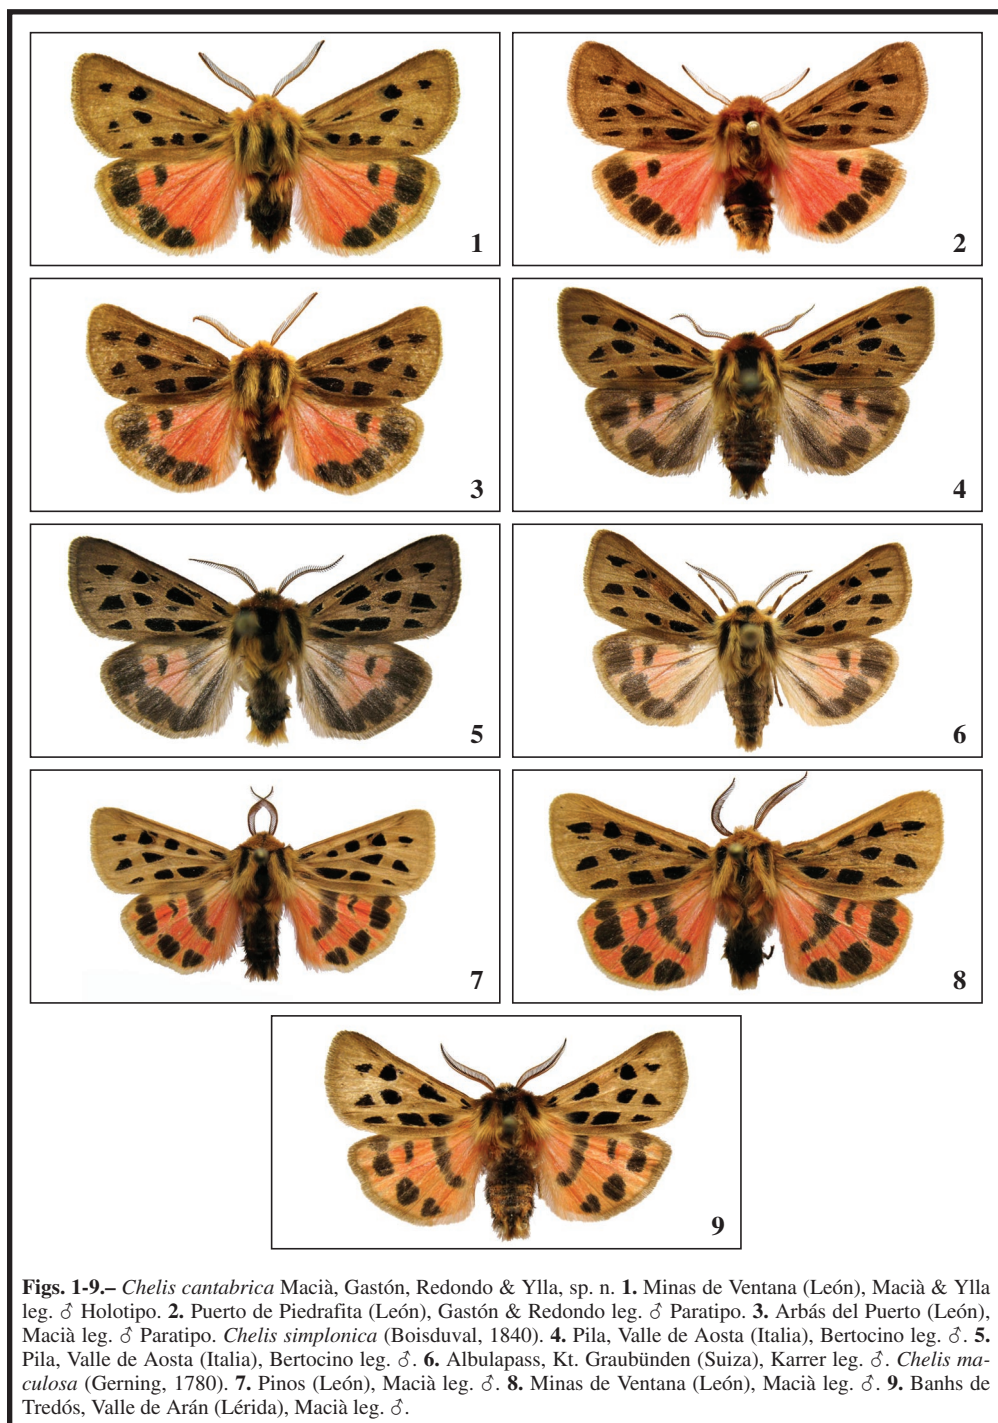 1
2
3
4
5
6
7
8
9
Figs. 1-9.– Chelis cantabrica Macià, Gastón, Redondo & Ylla, sp. n. 1. Minas de Ventana (León), Macià & Ylla
leg. ♂ Holotipo. 2. Puerto de Piedrafita (León), Gastón & Redondo leg. ♂ Paratipo. 3. Arbás del Puerto (León),
Macià leg. ♂ Paratipo. Chelis simplonica (Boisduval, 1840). 4. Pila, Valle de Aosta (Italia), Bertocino leg. ♂. 5.
Pila, Valle de Aosta (Italia), Bertocino leg. ♂. 6. Albulapass, Kt. Graubünden (Suiza), Karrer leg. ♂. Chelis ma-
culosa (Gerning, 1780). 7. Pinos (León), Macià leg. ♂. 8. Minas de Ventana (León), Macià leg. ♂. 9. Banhs de
Tredós, Valle de Arán (Lérida), Macià leg. ♂.